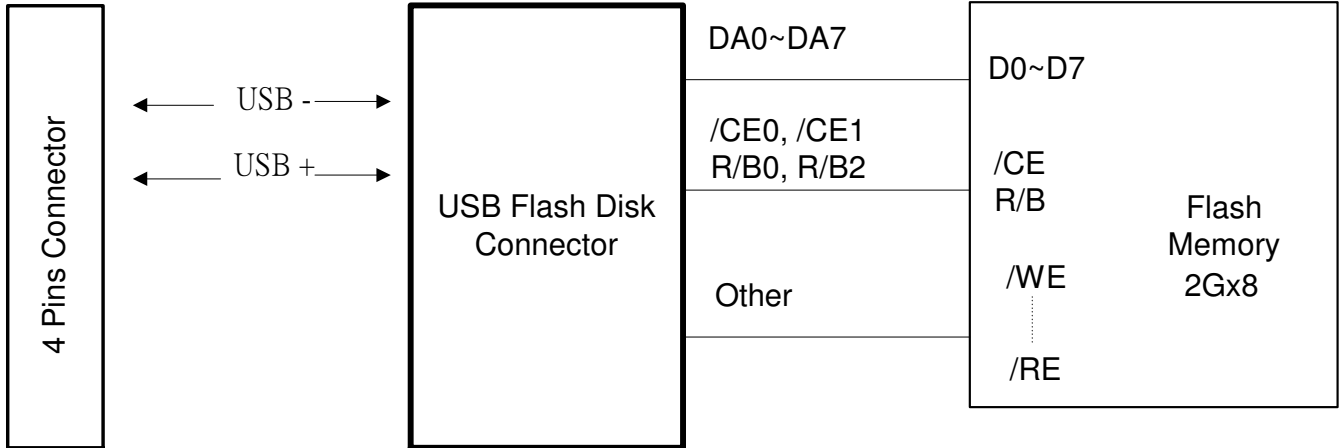 4 Pins Connector
USB -
USB +
USB Flash Disk
Connector
DA0~DA7
/CE0, /CE1
R/B0, R/B2
Other
D0~D7
/CE
R/B
/WE
/RE
Flash
Memory
2Gx8